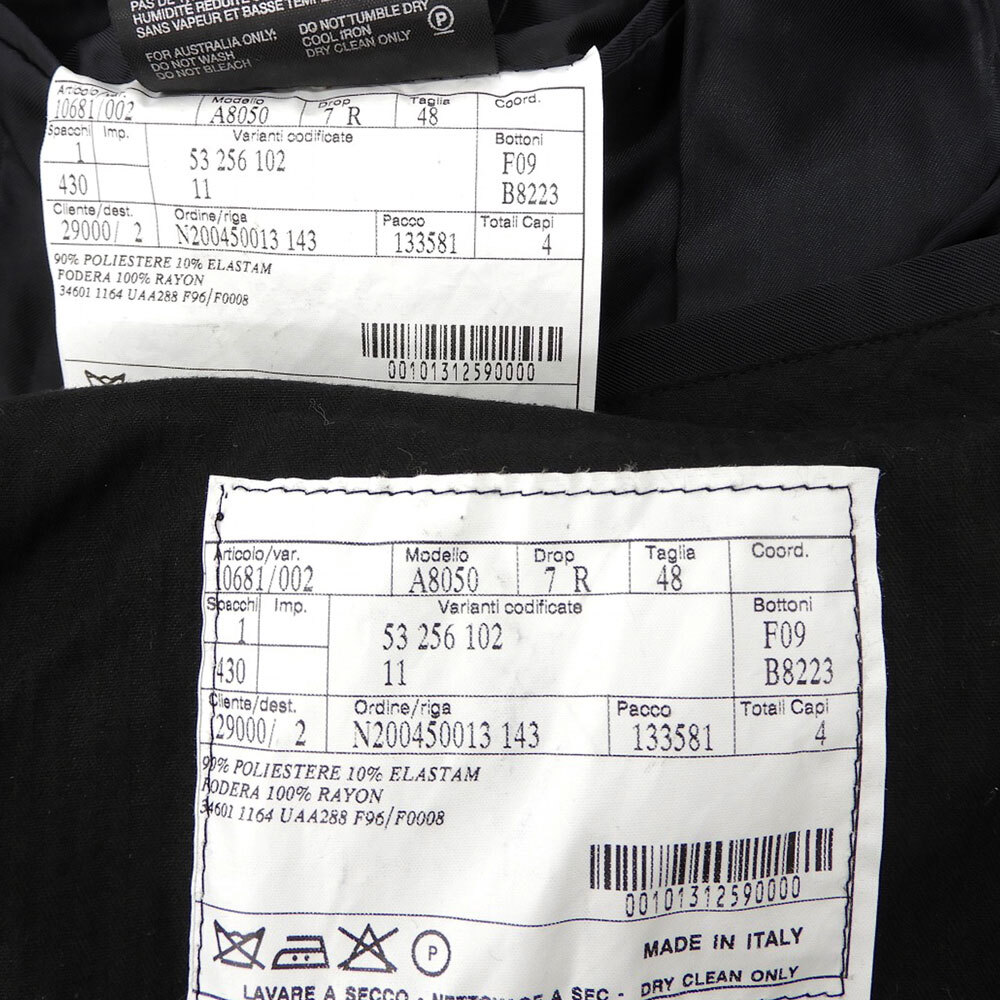 HUMIDITÉ REDUITE
SANS VAPEUR ET BASSE TEMP
DO NOT TUMBLE DRY
FOR AUSTRALIA ONLY: COOL IRON
DO NOT WASH DRY CLEAN ONLY
DO NOT BLEACH
P
Modello Drop Taglia Coord.
10681/002 A8050 7 R 48
Spacchi Imp. Varianti codificate Bottoni
1 53 256 102 F09
430 11 B8223
Cliente/dest. Ordine/riga Pacco Totali Capi
29000/ 2 N200450013 143 133581 4
90% POLIESTERE 10% ELASTAM
FODERA 100% RAYON
34601 1164 UAA288 F96/F0008
00101312590000
Articolo/var. Modello Drop Taglia Coord.
10681/002 A8050 7 R 48
Spacchi Imp. Varianti codificate Bottoni
1 53 256 102 F09
430 11 B8223
Cliente/dest. Ordine/riga Pacco Totali Capi
29000/ 2 N200450013 143 133581 4
90% POLIESTERE 10% ELASTAM
FODERA 100% RAYON
34601 1164 UAA288 F96/F0008
00101312590000
P
MADE IN ITALY
DRY CLEAN ONLY
LAVARE A SECCO - NETTOYAGE A SEC -